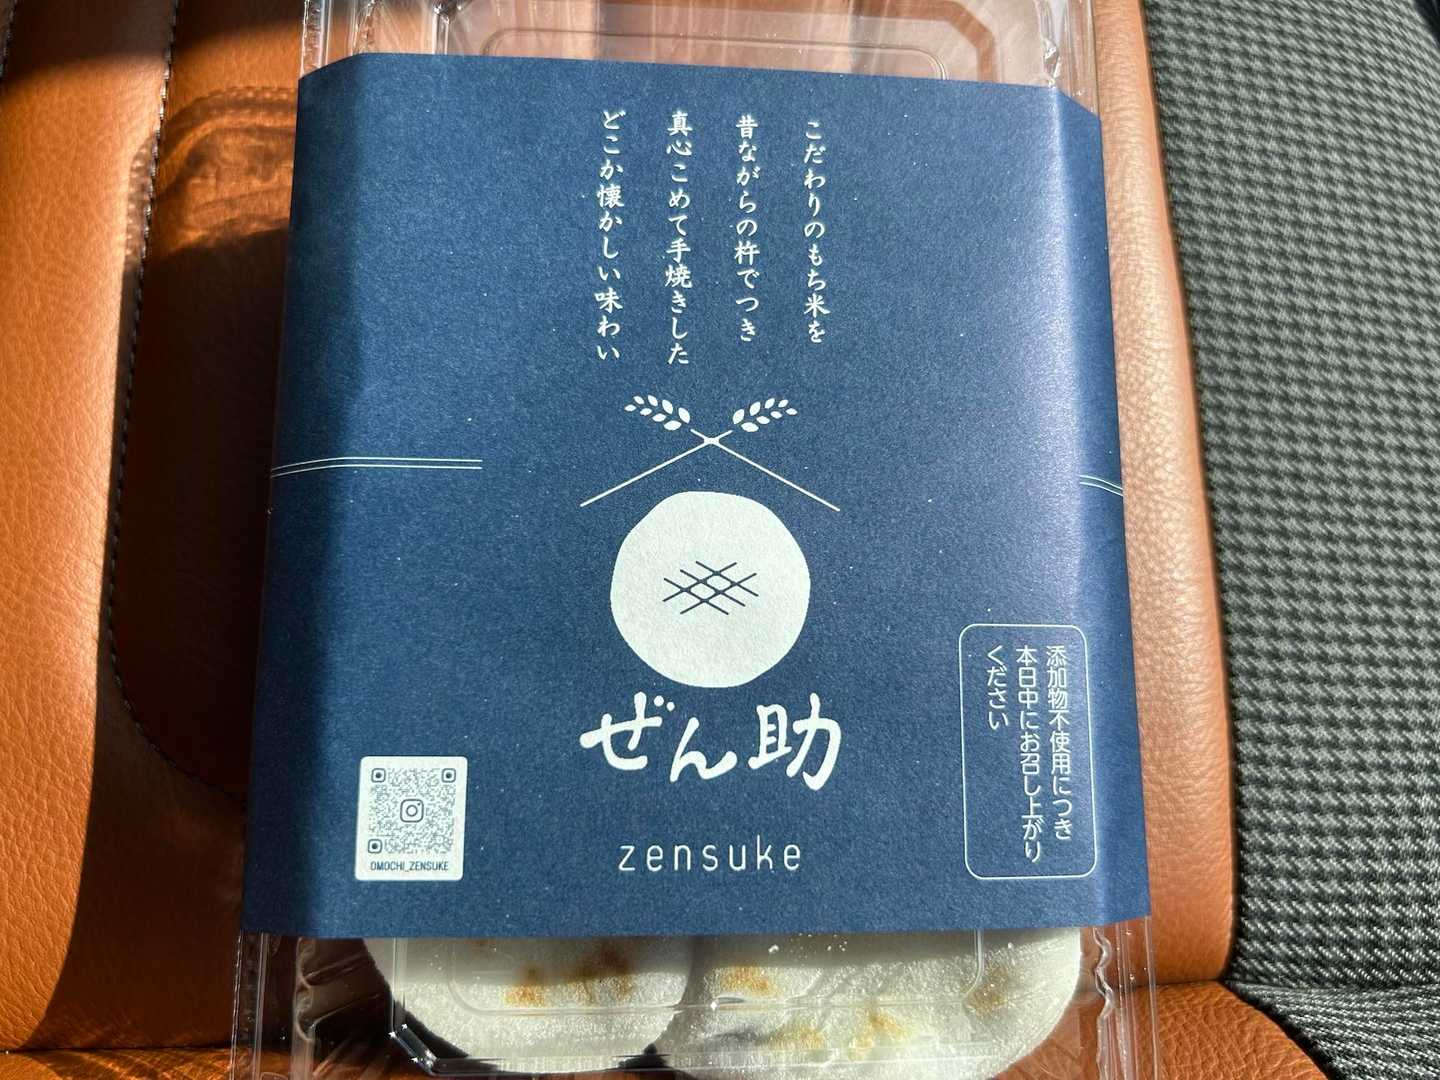 こだわりのもち米を
昔ながらの杵でつき
真心こめて手焼きした
どこか懐かしい味わい
ぜん助
zensuke
添加物不使用につき
本日中にお召し上がり
ください
OMOCHI_ZENSUKE